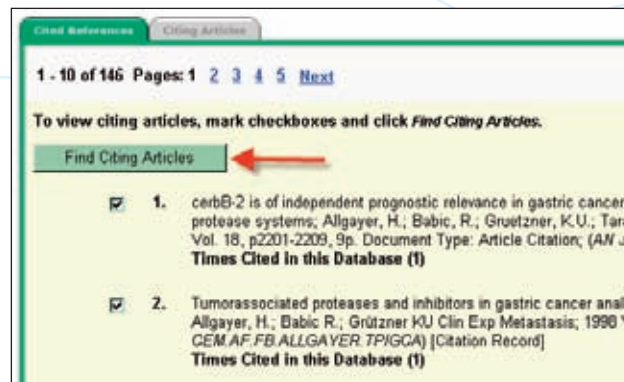 Cited References Citing Articles
1 - 10 of 146 Pages: 1 2 3 4 5 Next
To view citing articles, mark checkboxes and click Find Citing Articles.
Find Citing Articles
1. cerbB-2 is of independent prognostic relevance in gastric cancer
protease systems; Allgayer, H.; Babic, R.; Gruetzner, K.U.; Tara
Vol. 18, p2201-2209, 9p. Document Type: Article Citation; (AN
Times Cited in this Database (1)
2. Tumorassociated proteases and inhibitors in gastric cancer anal
Allgayer, H.; Babic R.; Grützner KU Clin Exp Metastasis; 1998
CEM.AF.FB.ALLGAYER.TPIGCA) [Citation Record]
Times Cited in this Database (1)